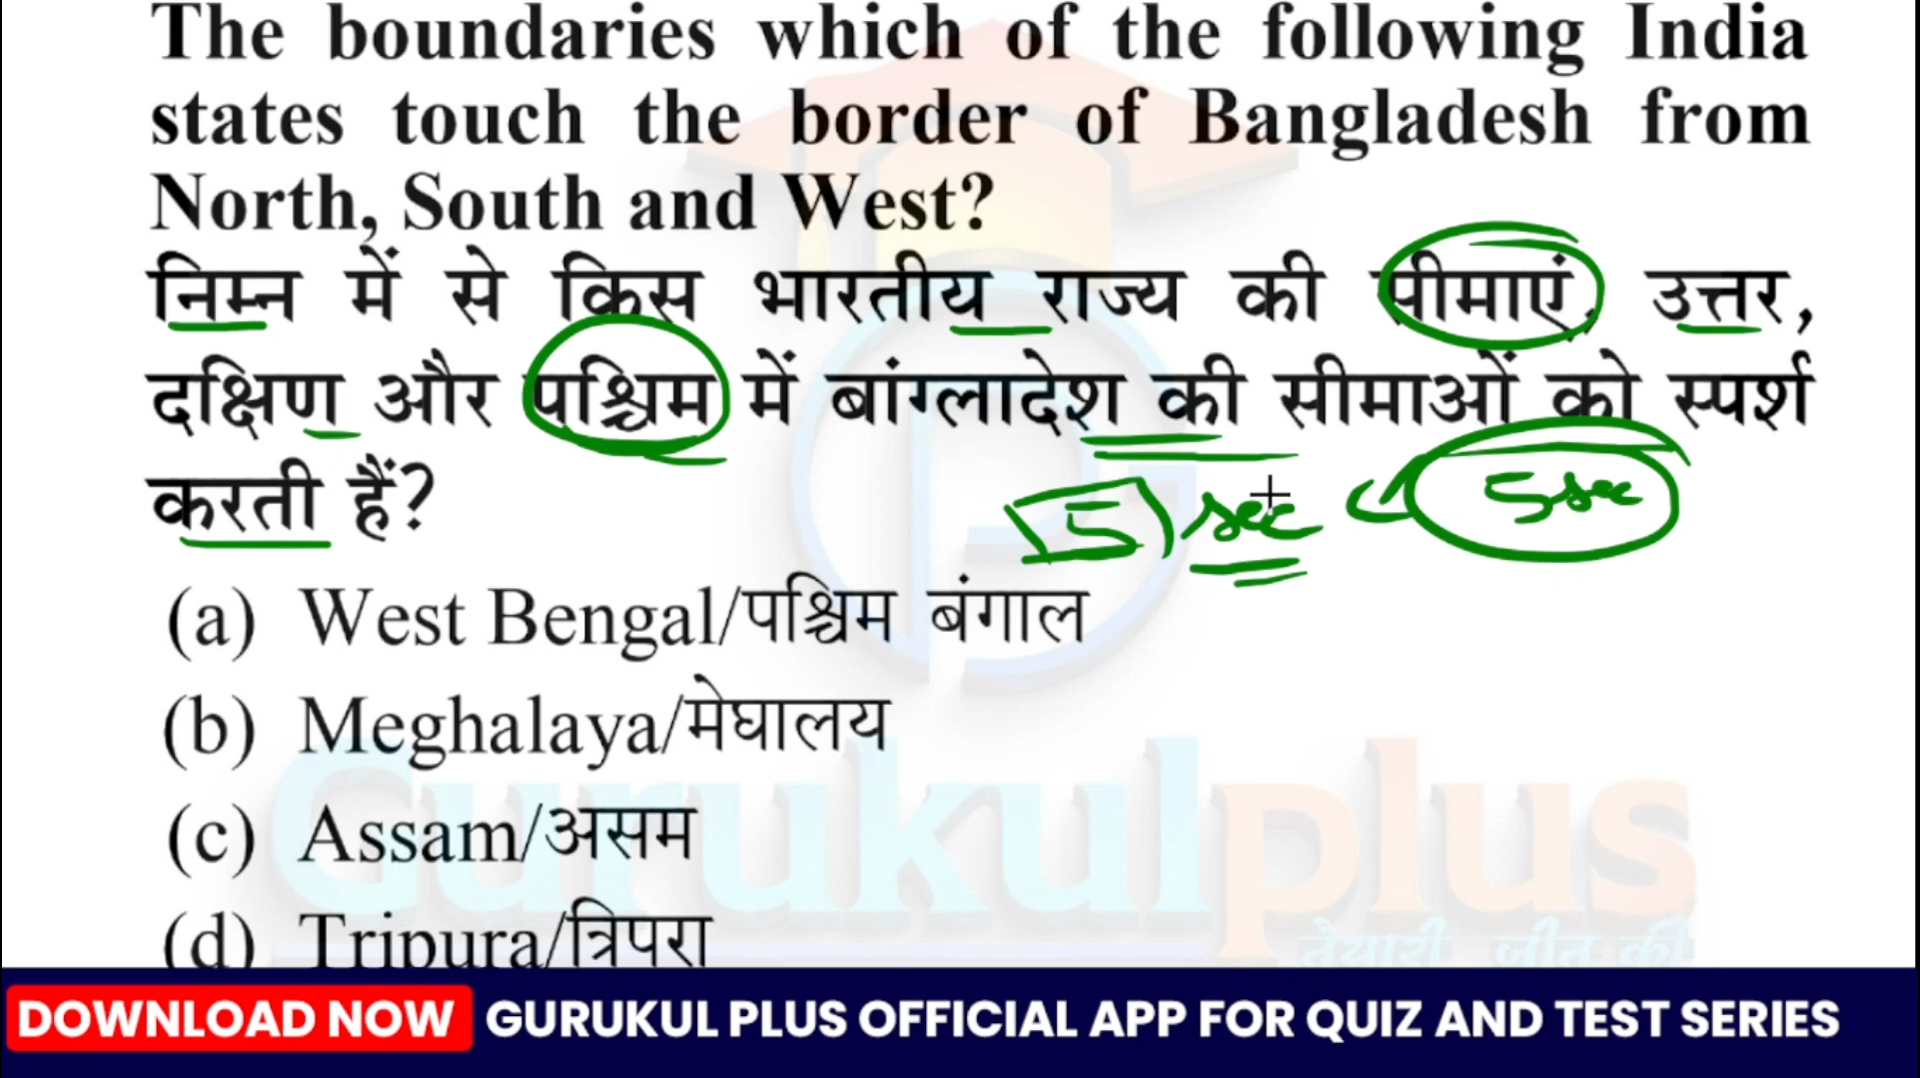 The boundaries which of the following India
states touch the border of Bangladesh from
North, South and West?
निम्न में से किस भारतीय राज्य की सीमाएं, उत्तर,
दक्षिण और पश्चिम में बांग्लादेश की सीमाओं को स्पर्श
करती हैं?
5 sec 5 sec
(a) West Bengal/पश्चिम बंगाल
(b) Meghalaya/मेघालय
(c) Assam/असम
(d) Tripura/त्रिपुरा
Gurukulplus
तैयारी जीत की
DOWNLOAD NOW GURUKUL PLUS OFFICIAL APP FOR QUIZ AND TEST SERIES